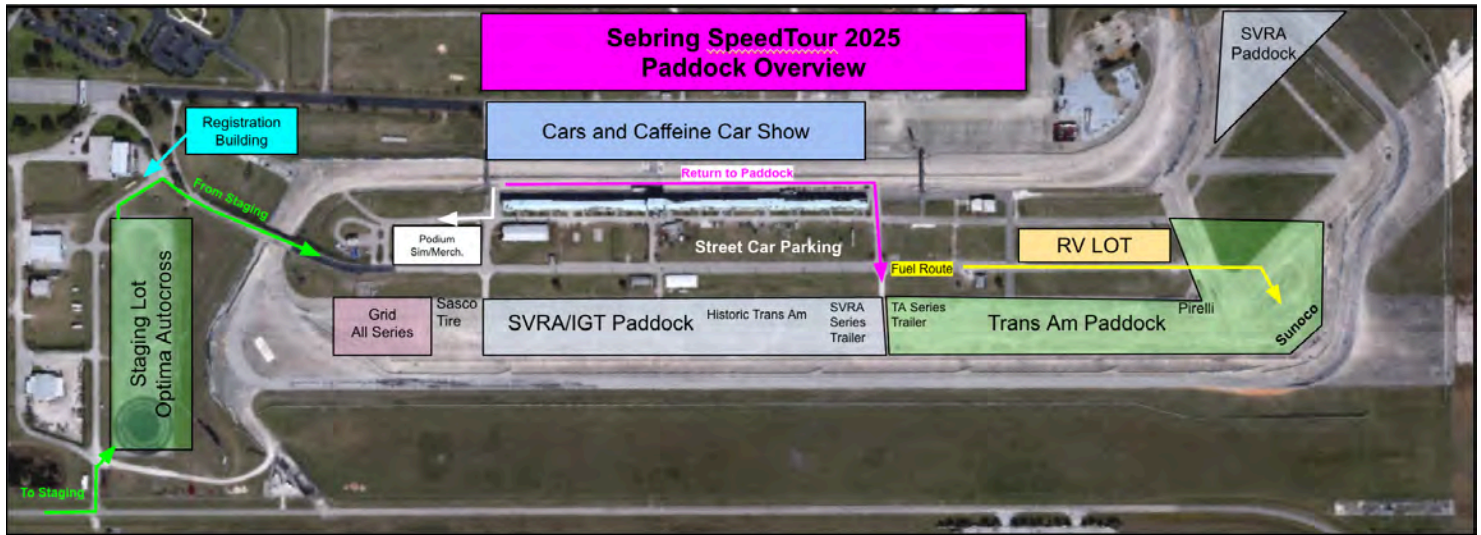 Sebring SpeedTour 2025
Paddock Overview
SVRA
Paddock
Registration
Building
Cars and Caffeine Car Show
Return to Paddock
From Staging
Podium
Sim/Merch.
Street Car Parking
RV LOT
Fuel Route
Staging Lot
Optima Autocross
Grid
All Series
Sasco
Tire
SVRA/IGT Paddock
Historic Trans Am
SVRA
Series
Trailer
TA Series
Trailer
Trans Am Paddock
Pirelli
Sunoco
To Staging